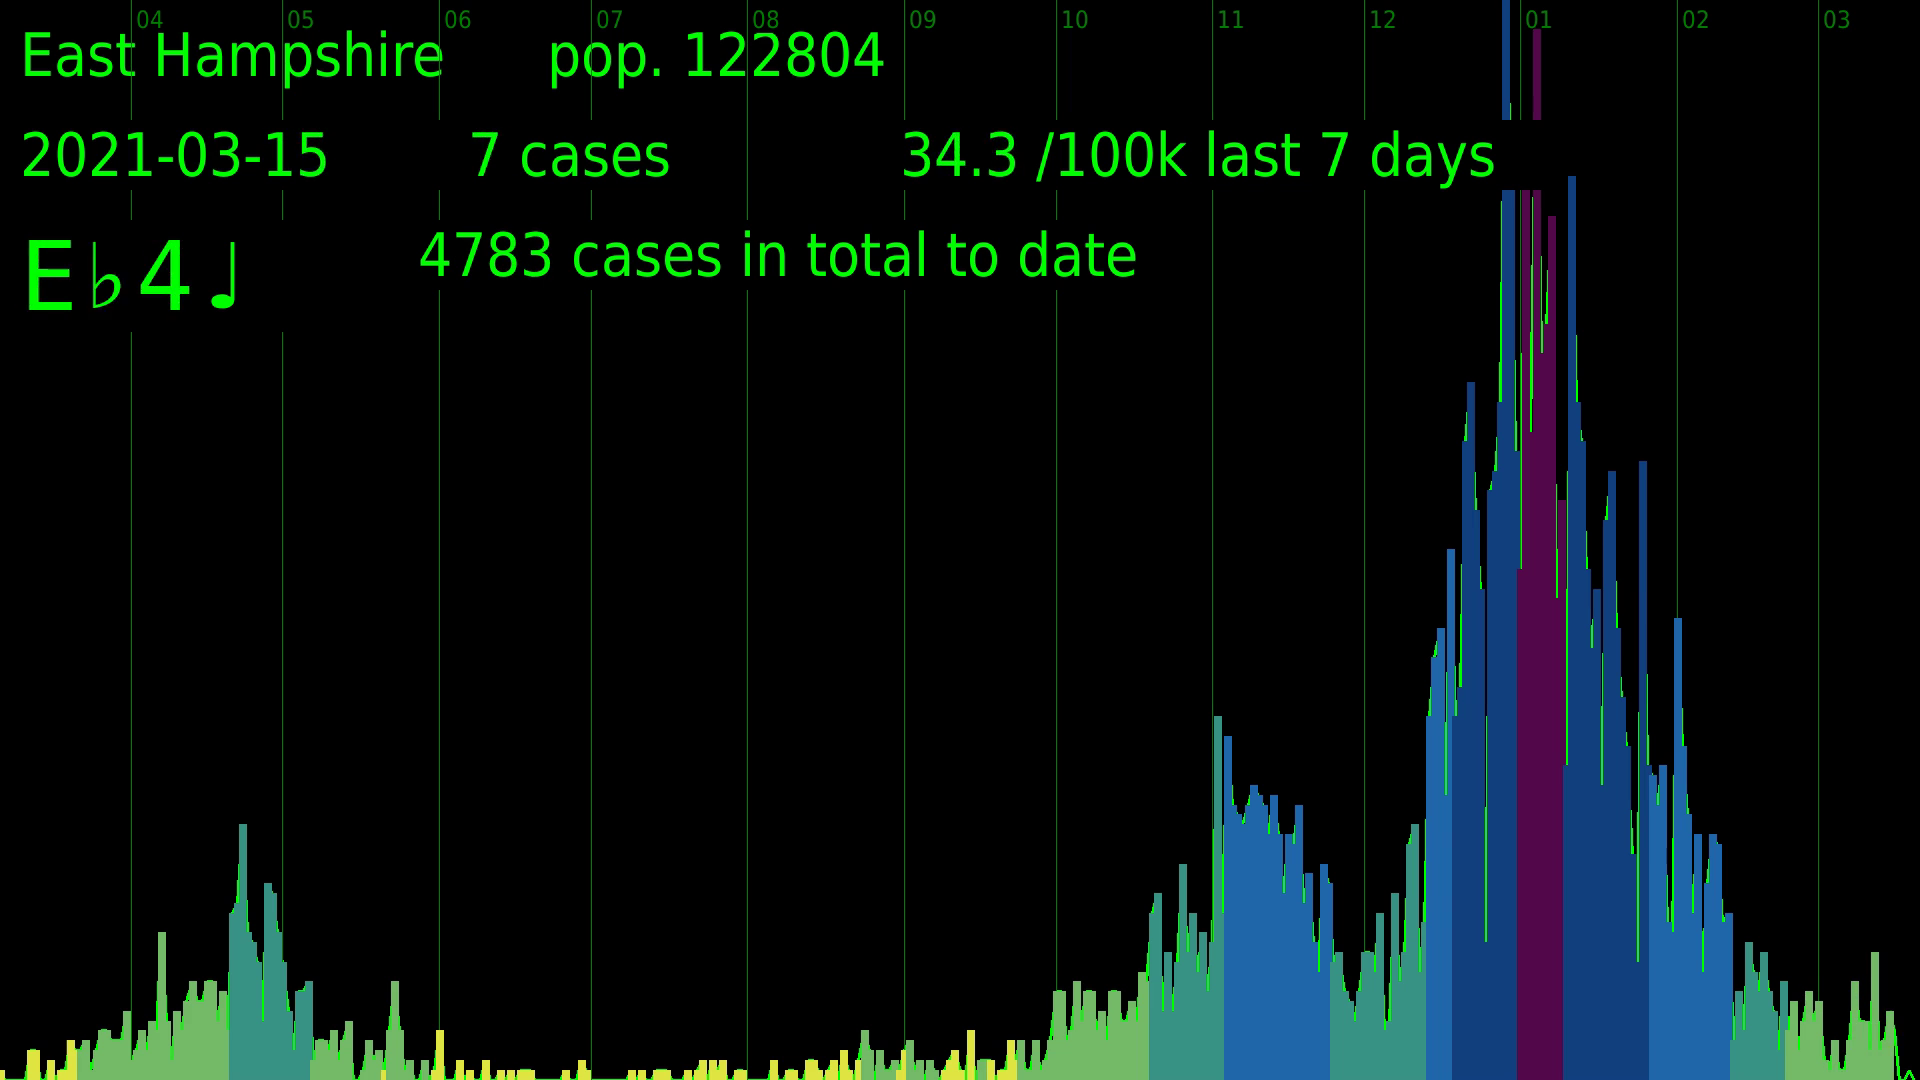 04 05 06 07 08 09 10 11 12 01 02 03
East Hampshire pop. 122804
2021-03-15 7 cases 34.3 /100k last 7 days
E♭4♩ 4783 cases in total to date